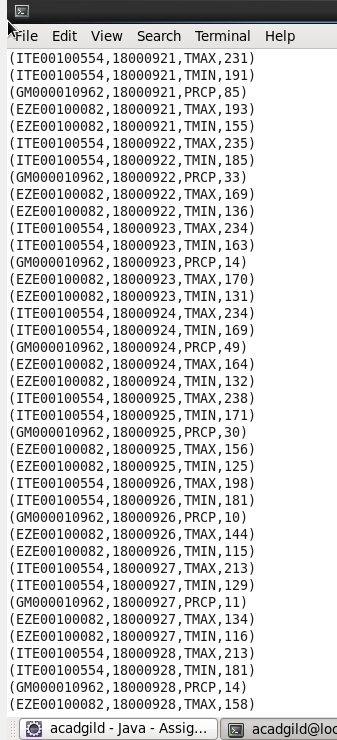 File Edit View Search Terminal Help
(ITE00100554,18000921,TMAX,231)
(ITE00100554,18000921,TMIN,191)
(GM000010962,18000921,PRCP,85)
(EZE00100082,18000921,TMAX,193)
(EZE00100082,18000921,TMIN,155)
(ITE00100554,18000922,TMAX,235)
(ITE00100554,18000922,TMIN,185)
(GM000010962,18000922,PRCP,33)
(EZE00100082,18000922,TMAX,169)
(EZE00100082,18000922,TMIN,136)
(ITE00100554,18000923,TMAX,234)
(ITE00100554,18000923,TMIN,163)
(GM000010962,18000923,PRCP,14)
(EZE00100082,18000923,TMAX,170)
(EZE00100082,18000923,TMIN,131)
(ITE00100554,18000924,TMAX,234)
(ITE00100554,18000924,TMIN,169)
(GM000010962,18000924,PRCP,49)
(EZE00100082,18000924,TMAX,164)
(EZE00100082,18000924,TMIN,132)
(ITE00100554,18000925,TMAX,238)
(ITE00100554,18000925,TMIN,171)
(GM000010962,18000925,PRCP,30)
(EZE00100082,18000925,TMAX,156)
(EZE00100082,18000925,TMIN,125)
(ITE00100554,18000926,TMAX,198)
(ITE00100554,18000926,TMIN,181)
(GM000010962,18000926,PRCP,10)
(EZE00100082,18000926,TMAX,144)
(EZE00100082,18000926,TMIN,115)
(ITE00100554,18000927,TMAX,213)
(ITE00100554,18000927,TMIN,129)
(GM000010962,18000927,PRCP,11)
(EZE00100082,18000927,TMAX,134)
(EZE00100082,18000927,TMIN,116)
(ITE00100554,18000928,TMAX,213)
(ITE00100554,18000928,TMIN,181)
(GM000010962,18000928,PRCP,14)
(EZE00100082,18000928,TMAX,158)
acadgild - Java - Assig... acadgild@loc